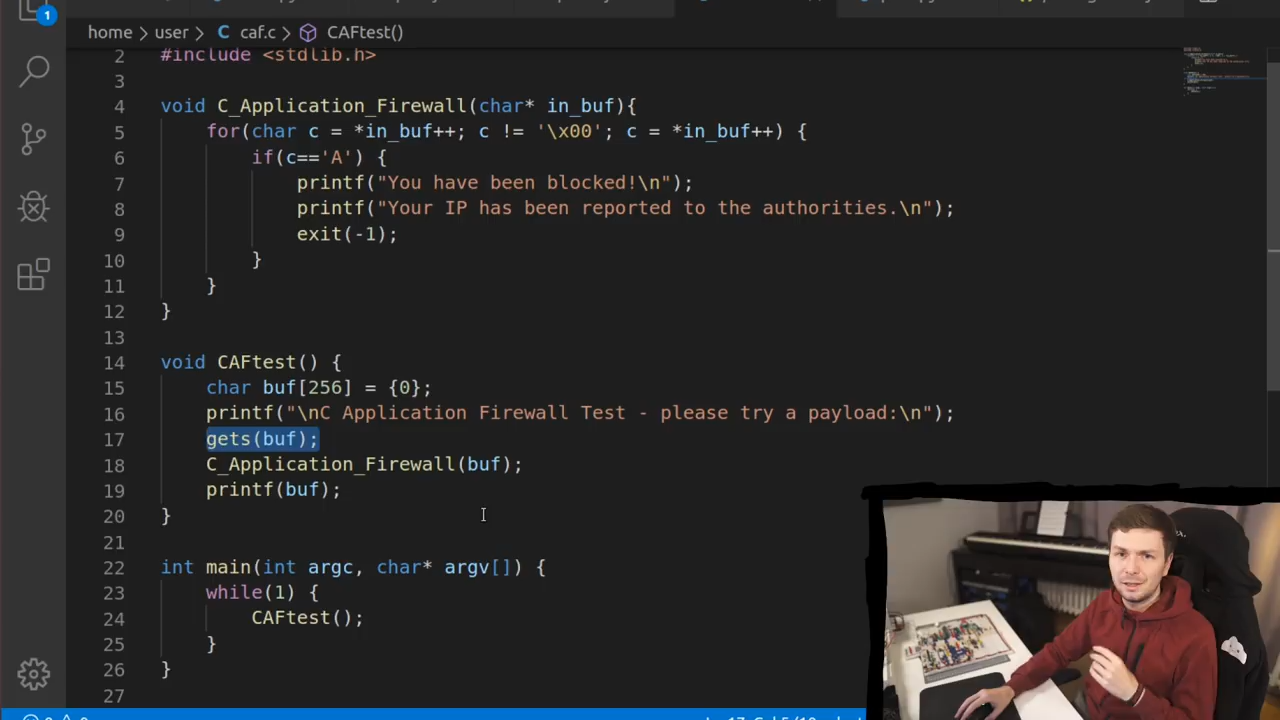 1
home > user > C caf.c > CAFtest()
2 #include <stdlib.h>
3
4 void C_Application_Firewall(char* in_buf){
5 for(char c = *in_buf++; c != '\x00'; c = *in_buf++) {
6 if(c=='A') {
7 printf("You have been blocked!\n");
8 printf("Your IP has been reported to the authorities.\n");
9 exit(-1);
10 }
11 }
12 }
13
14 void CAFtest() {
15 char buf[256] = {0};
16 printf("\nC Application Firewall Test - please try a payload:\n");
17 gets(buf);
18 C_Application_Firewall(buf);
19 printf(buf);
20 }
21
22 int main(int argc, char* argv[]) {
23 while(1) {
24 CAFtest();
25 }
26 }
27